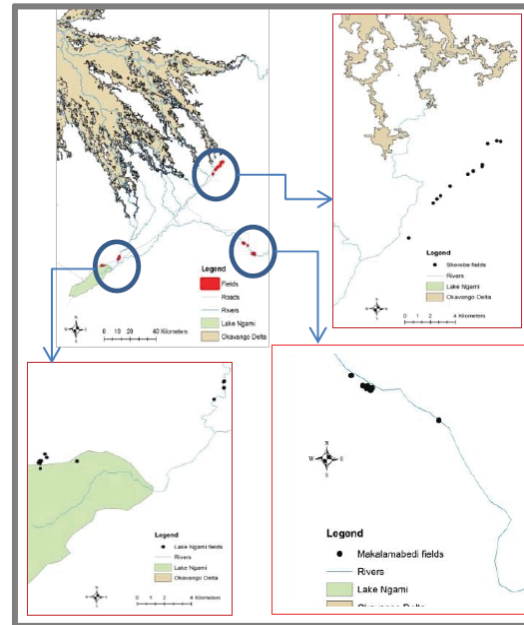 Legend
Fields
Roads
Rivers
Lake Ngami
Okavango Delta
0 10 20 40 Kilometers
Legend
Shorobe fields
Rivers
Lake Ngami
Okavango Delta
0 1 2 4 Kilometers
Legend
Lake Ngami fields
Rivers
Lake Ngami
Okavango Delta
0 1 2 4 Kilometers
N
W
E
S
Legend
Makalamabedi fields
Rivers
Lake Ngami